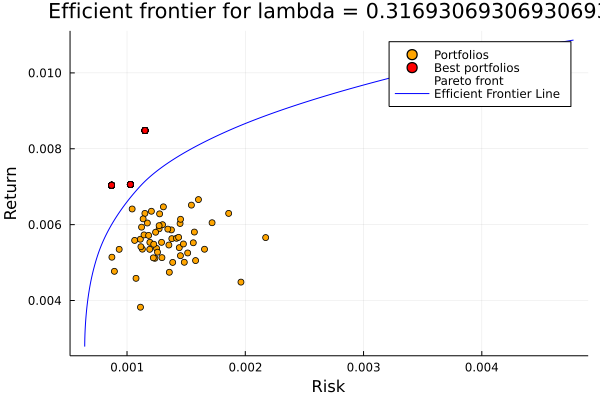 Efficient frontier for lambda = 0.3169306930693069
Portfolios
Best portfolios
Pareto front
Efficient Frontier Line
0.010
0.008
0.006
0.004
Return
0.001
0.002
0.003
0.004
Risk